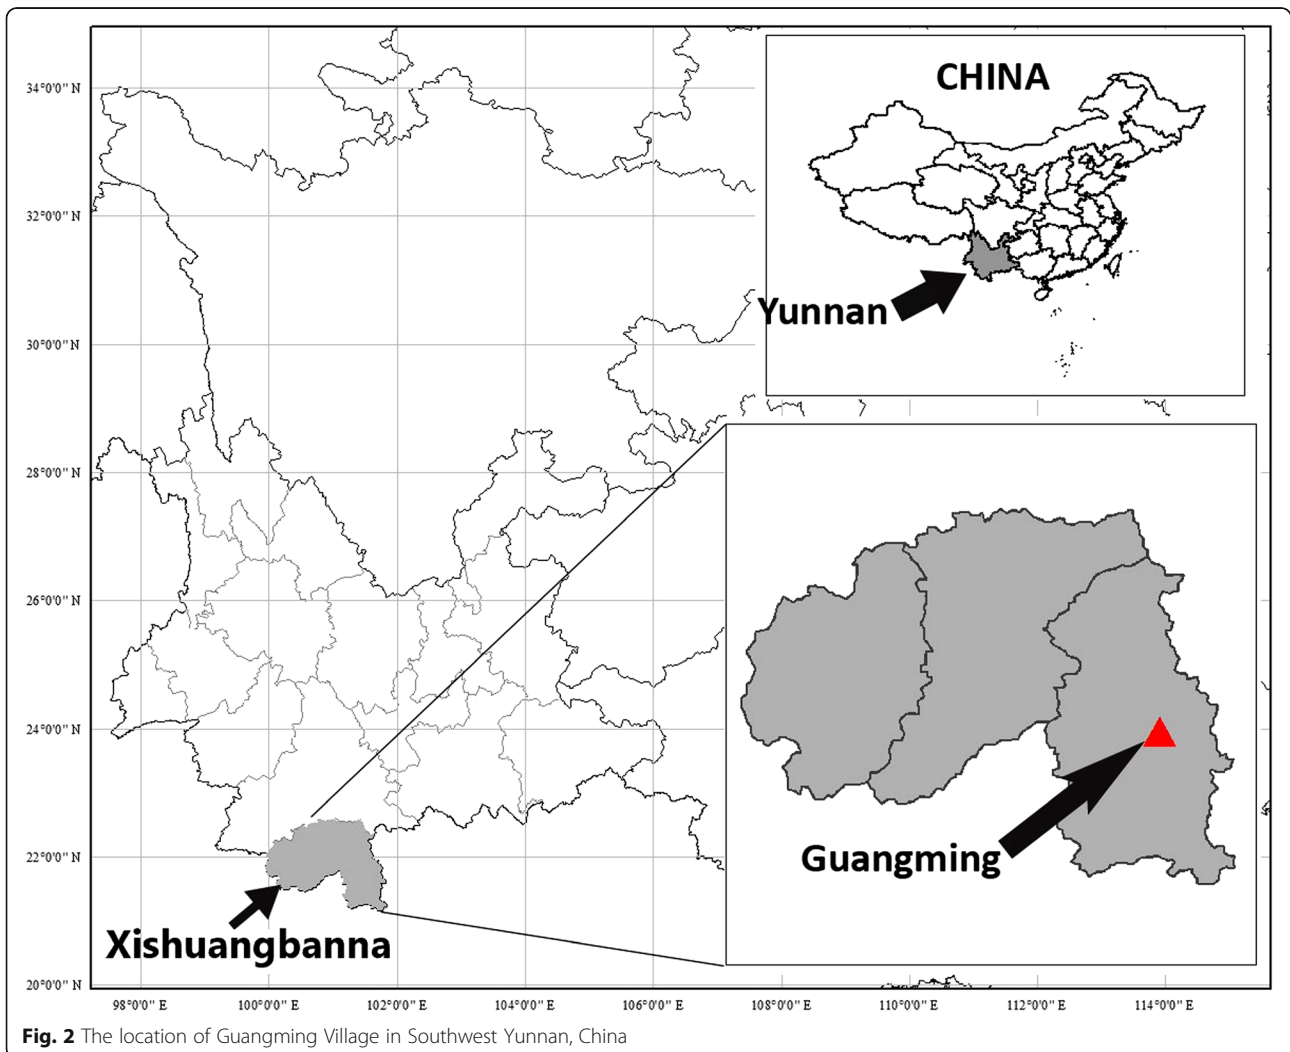 CHINA
34°0'0" N
32°0'0" N
Yunnan
30°0'0" N
28°0'0" N
26°0'0" N
24°0'0" N
Guangming
22°0'0" N
Xishuangbanna
20°0'0" N
98°0'0" E 100°0'0" E 102°0'0" E 104°0'0" E 106°0'0" E 108°0'0" E 110°0'0" E 112°0'0" E 114°0'0" E
Fig. 2 The location of Guangming Village in Southwest Yunnan, China